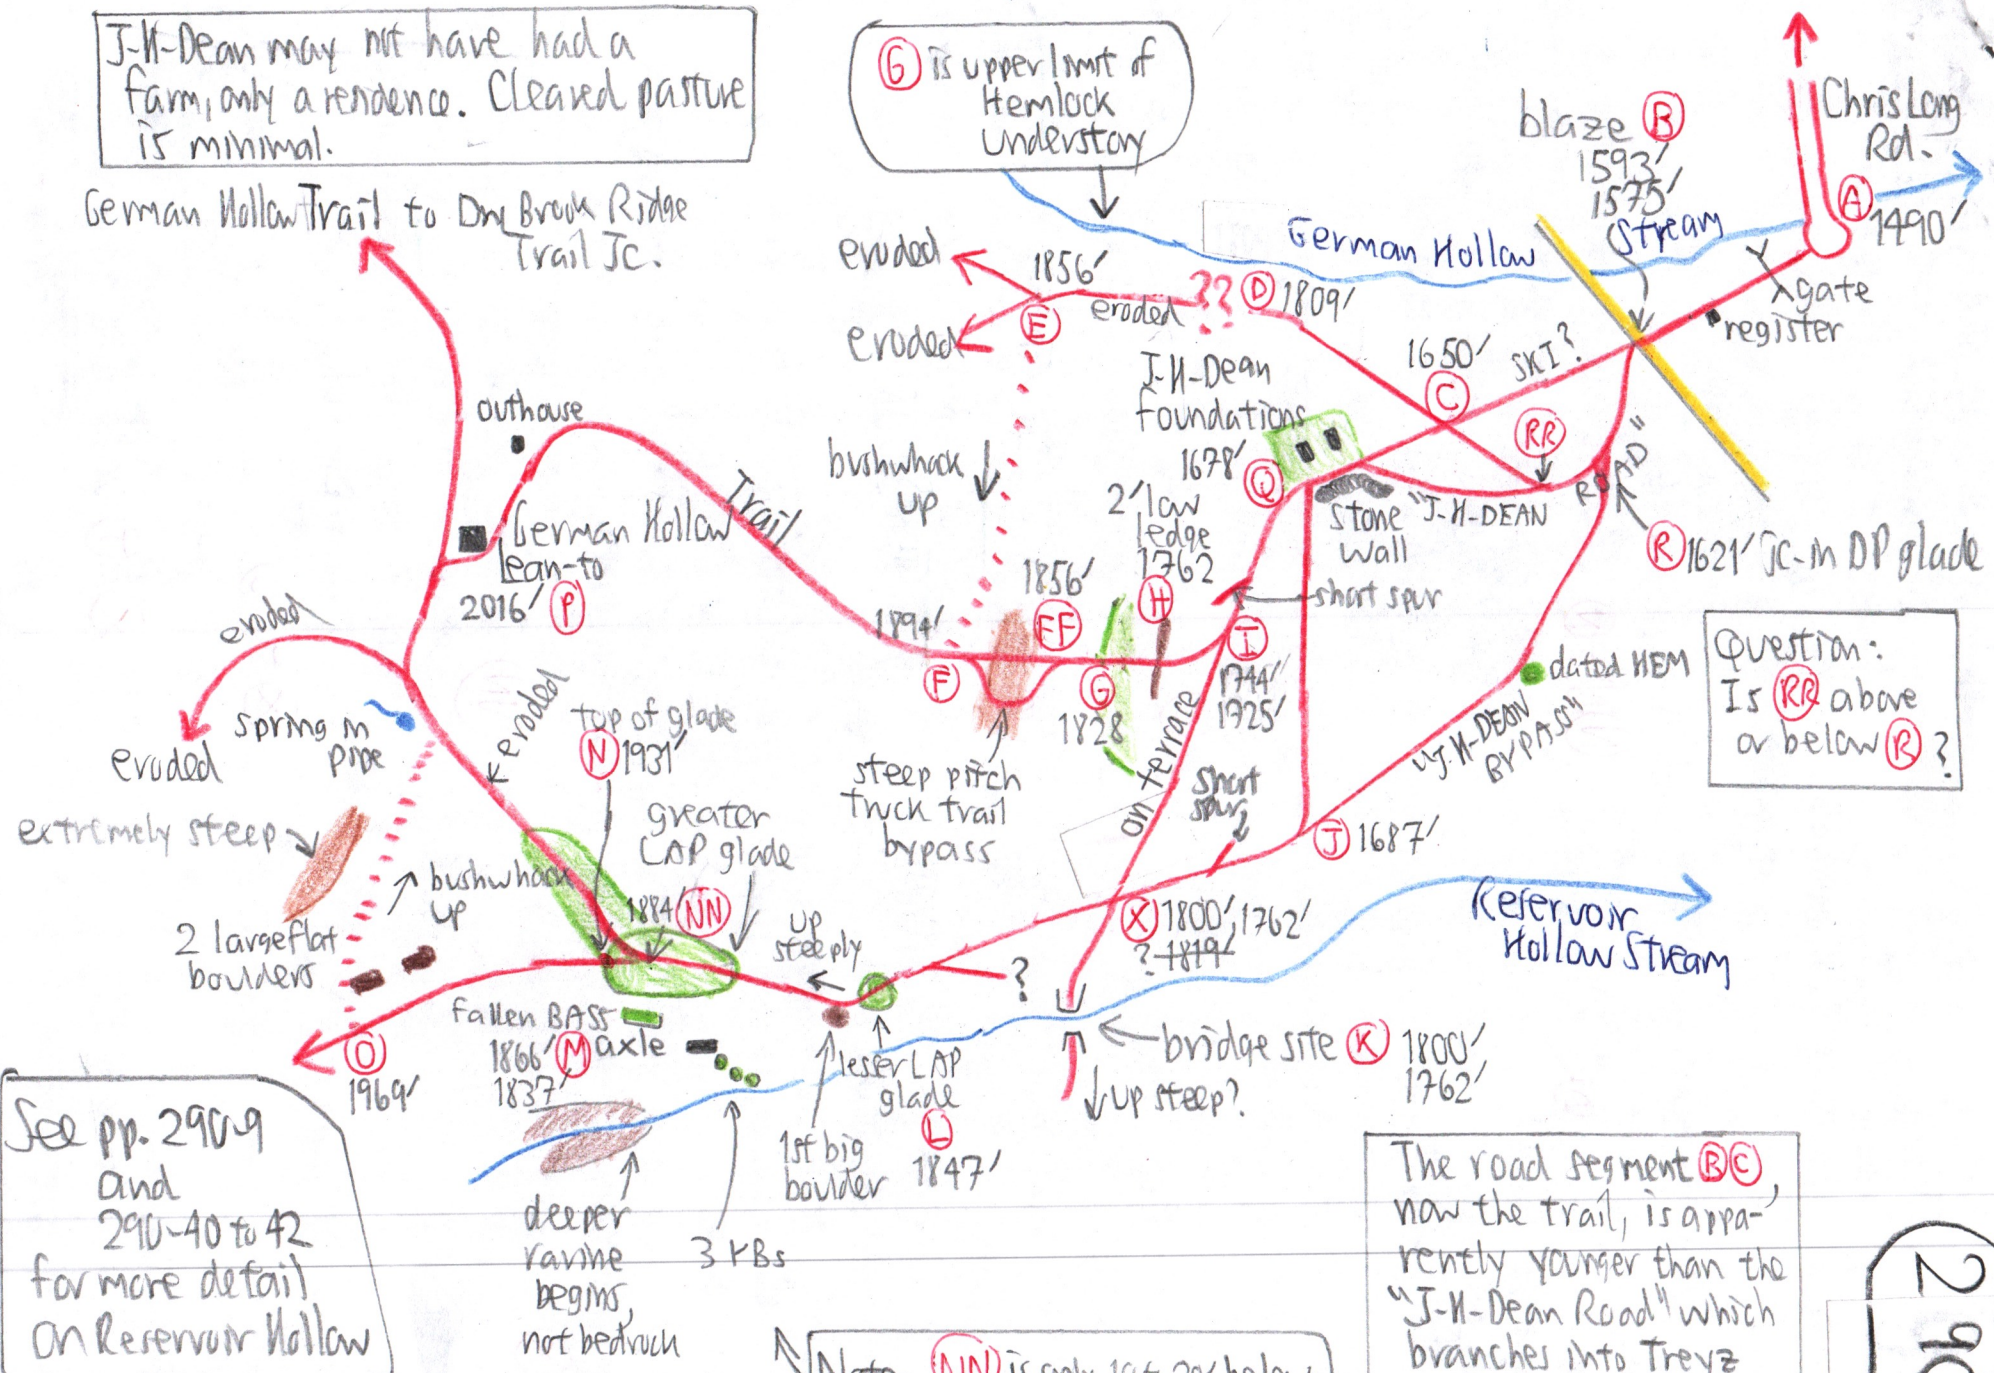 J-H-Dean may not have had a
farm, only a residence. Cleared pasture
is minimal.
German Hollow Trail to Dry Brook Ridge
Trail Jc.
G is upper limit of
Hemlock
understory
blaze B
1593'
1575'
Chris Long
Rd.
A
1490'
German Hollow
Stream
gate
register
eroded
1856'
E
eroded
eroded
??
D 1809'
1650'
C
SKI?
RR
J-H-Dean
foundations
1678'
Q
"J-H-DEAN
ROAD"
stone
wall
R 1621' Jc-in DP glade
outhouse
Trail
bushwhack
up
2' low
ledge
1762
H
German Hollow
Lean-to
2016' P
1894'
F
1856'
FF
G
1828
short spur
I
1744'
1725'
dated HEM
"J-H-DEAN
BYPASS"
Question:
Is RR above
or below R?
eroded
eroded
spring in
pipe
eroded
top of glade
N 1931'
steep pitch
truck trail
bypass
on terrace
short
spur
J 1687'
extremely steep
bushwhack
up
greater
LAP glade
1884' NN
2 large flat
boulders
up
steeply
X 1800', 1762'
? 1819'
?
Reservoir
Hollow Stream
O
1969'
fallen BASS
1866' M axle
1837'
lesser LAP
glade
L
1847'
bridge site K 1800'
1762'
up steep?
1st big
boulder
3 YBs
deeper
ravine
begins,
not bedrock
See pp. 290-9
and
290-40 to 42
for more detail
on Reservoir Hollow
The road segment BC,
now the trail, is appa-
rently younger than the
"J-H-Dean Road" which
branches into Treyz
NN is only
290